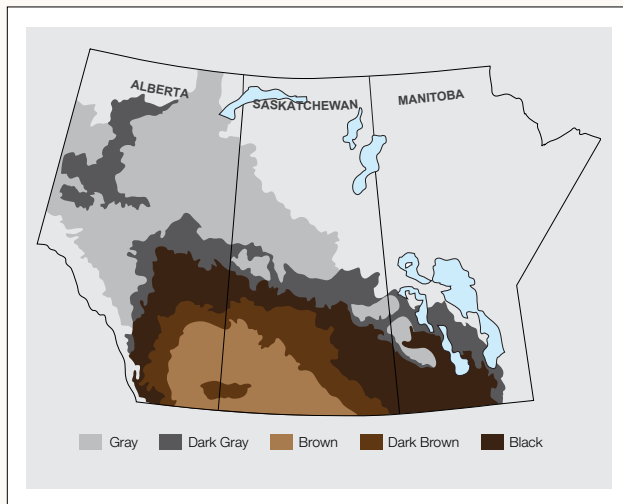 ALBERTA
SASKATCHEWAN
MANITOBA
Gray
Dark Gray
Brown
Dark Brown
Black